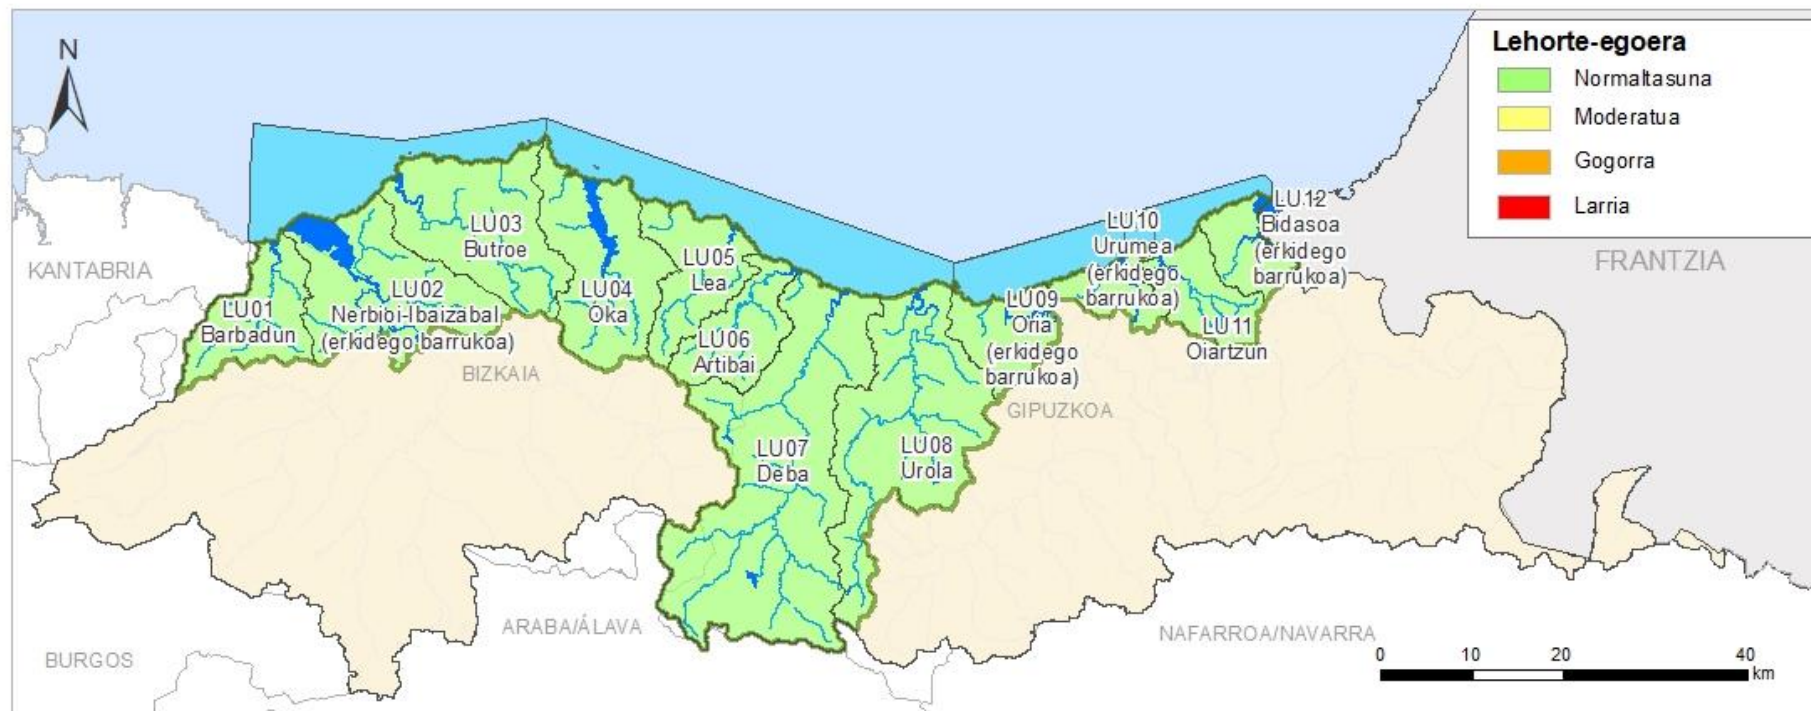 N
Lehorte-egoera
Normaltasuna
Moderatua
Gogorra
Larria
KANTABRIA
FRANTZIA
LU01
Barbadun
LU02
Nerbioi-Ibaizabal
(erkidego barrukoa)
LU03
Butroe
LU04
Oka
LU05
Lea
LU06
Artibai
LU07
Deba
LU08
Urola
LU09
Oria
(erkidego
barrukoa)
LU10
Urumea
(erkidego
barrukoa)
LU11
Oiartzun
LU12
Bidasoa
(erkidego
barrukoa)
BIZKAIA
GIPUZKOA
ARABA/ÁLAVA
BURGOS
NAFARROA/NAVARRA
0 10 20 40
km